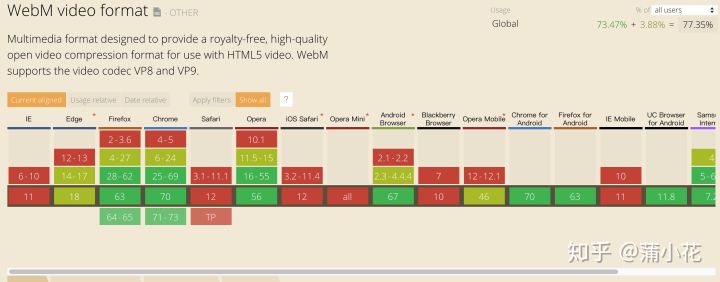 WebM video format - OTHER
Usage % of all users ?
Global 73.47% + 3.88% = 77.35%
Multimedia format designed to provide a royalty-free, high-quality
open video compression format for use with HTML5 video. WebM
supports the video codec VP8 and VP9.
Current aligned Usage relative Date relative Apply filters Show all ?
IE Edge * Firefox Chrome Safari Opera iOS Safari * Opera Mini * Android Browser * Blackberry Browser Opera Mobile * Chrome for Android Firefox for Android IE Mobile UC Browser for Android Sams Intern
2-3.6 4-5 10.1
12-13 4-27 6-24 11.5-15 2.1-2.2 4
6-10 14-17 28-62 25-69 3.1-11.1 16-55 3.2-11.4 2.3-4.4.4 7 12-12.1 10 5-6
11 18 63 70 12 56 12 all 67 10 46 70 63 11 11.8 7.2
64-65 71-73 TP
知乎 @蒲小花